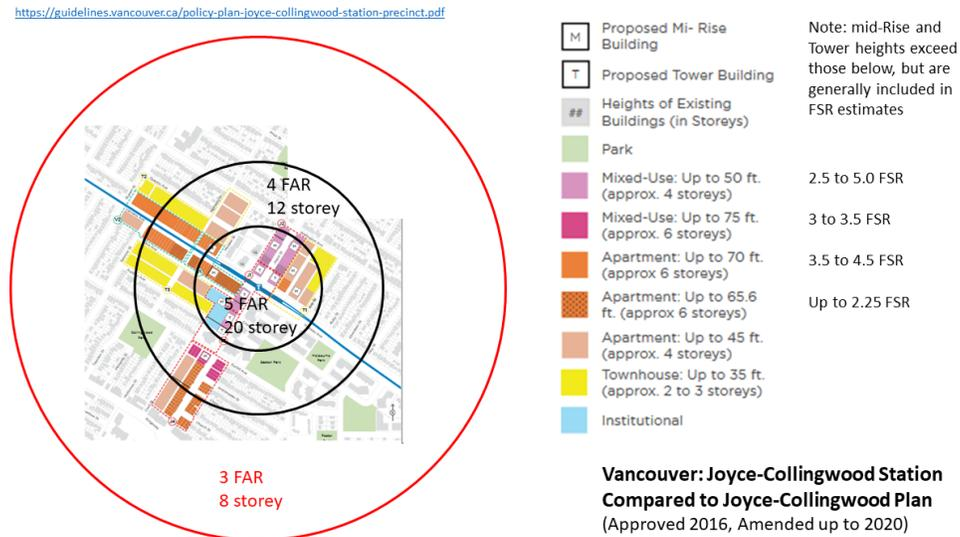 https://guidelines.vancouver.ca/policy-plan-joyce-collingwood-station-precinct.pdf
4 FAR
12 storey
5 FAR
20 storey
3 FAR
8 storey
M
Proposed Mi- Rise
Building
T
Proposed Tower Building
##
Heights of Existing
Buildings (in Storeys)
Park
Mixed-Use: Up to 50 ft.
(approx. 4 storeys)
Mixed-Use: Up to 75 ft.
(approx. 6 storeys)
Apartment: Up to 70 ft.
(approx 6 storeys)
Apartment: Up to 65.6
ft. (approx 6 storeys)
Apartment: Up to 45 ft.
(approx. 4 storeys)
Townhouse: Up to 35 ft.
(approx. 2 to 3 storeys)
Institutional
Note: mid-Rise and
Tower heights exceed
those below, but are
generally included in
FSR estimates
2.5 to 5.0 FSR
3 to 3.5 FSR
3.5 to 4.5 FSR
Up to 2.25 FSR
Vancouver: Joyce-Collingwood Station
Compared to Joyce-Collingwood Plan
(Approved 2016, Amended up to 2020)